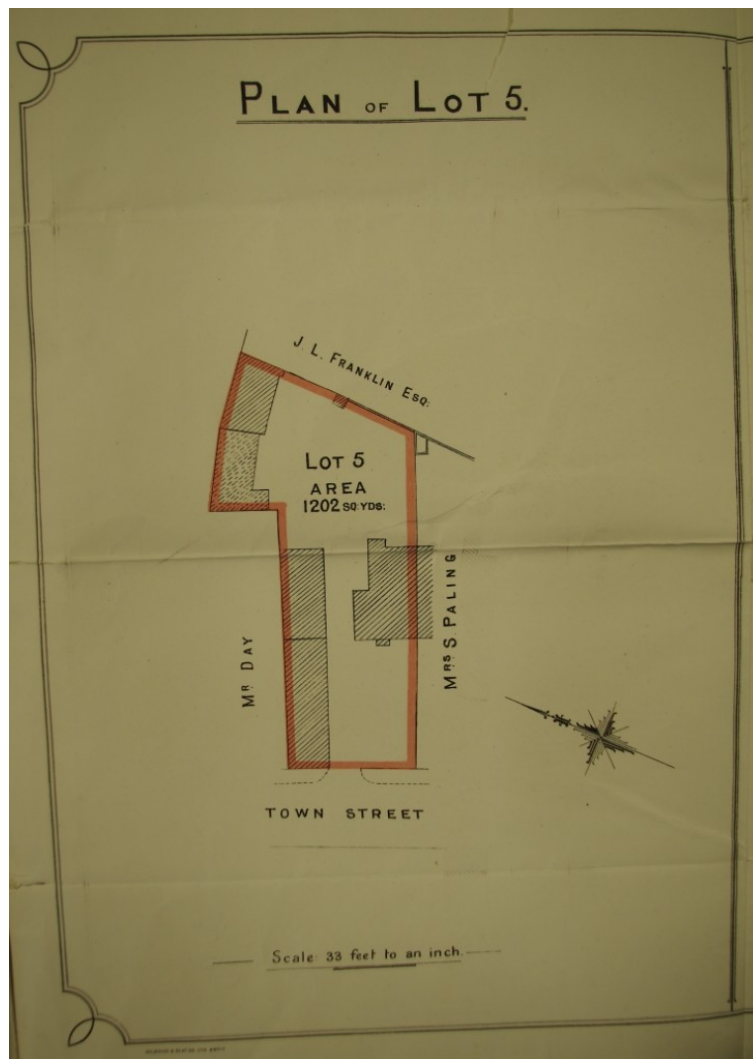 PLAN OF LOT 5.
J. L. FRANKLIN ESQ:
LOT 5
AREA
1202 SQ: YDS:
MR DAY
MRS S PALING
TOWN STREET
Scale: 33 feet to an inch.